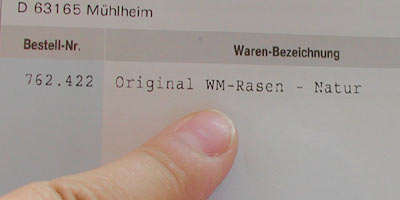 D 63165 Mühlheim
Bestell-Nr. Waren-Bezeichnung
762.422 Original WM-Rasen - Natur